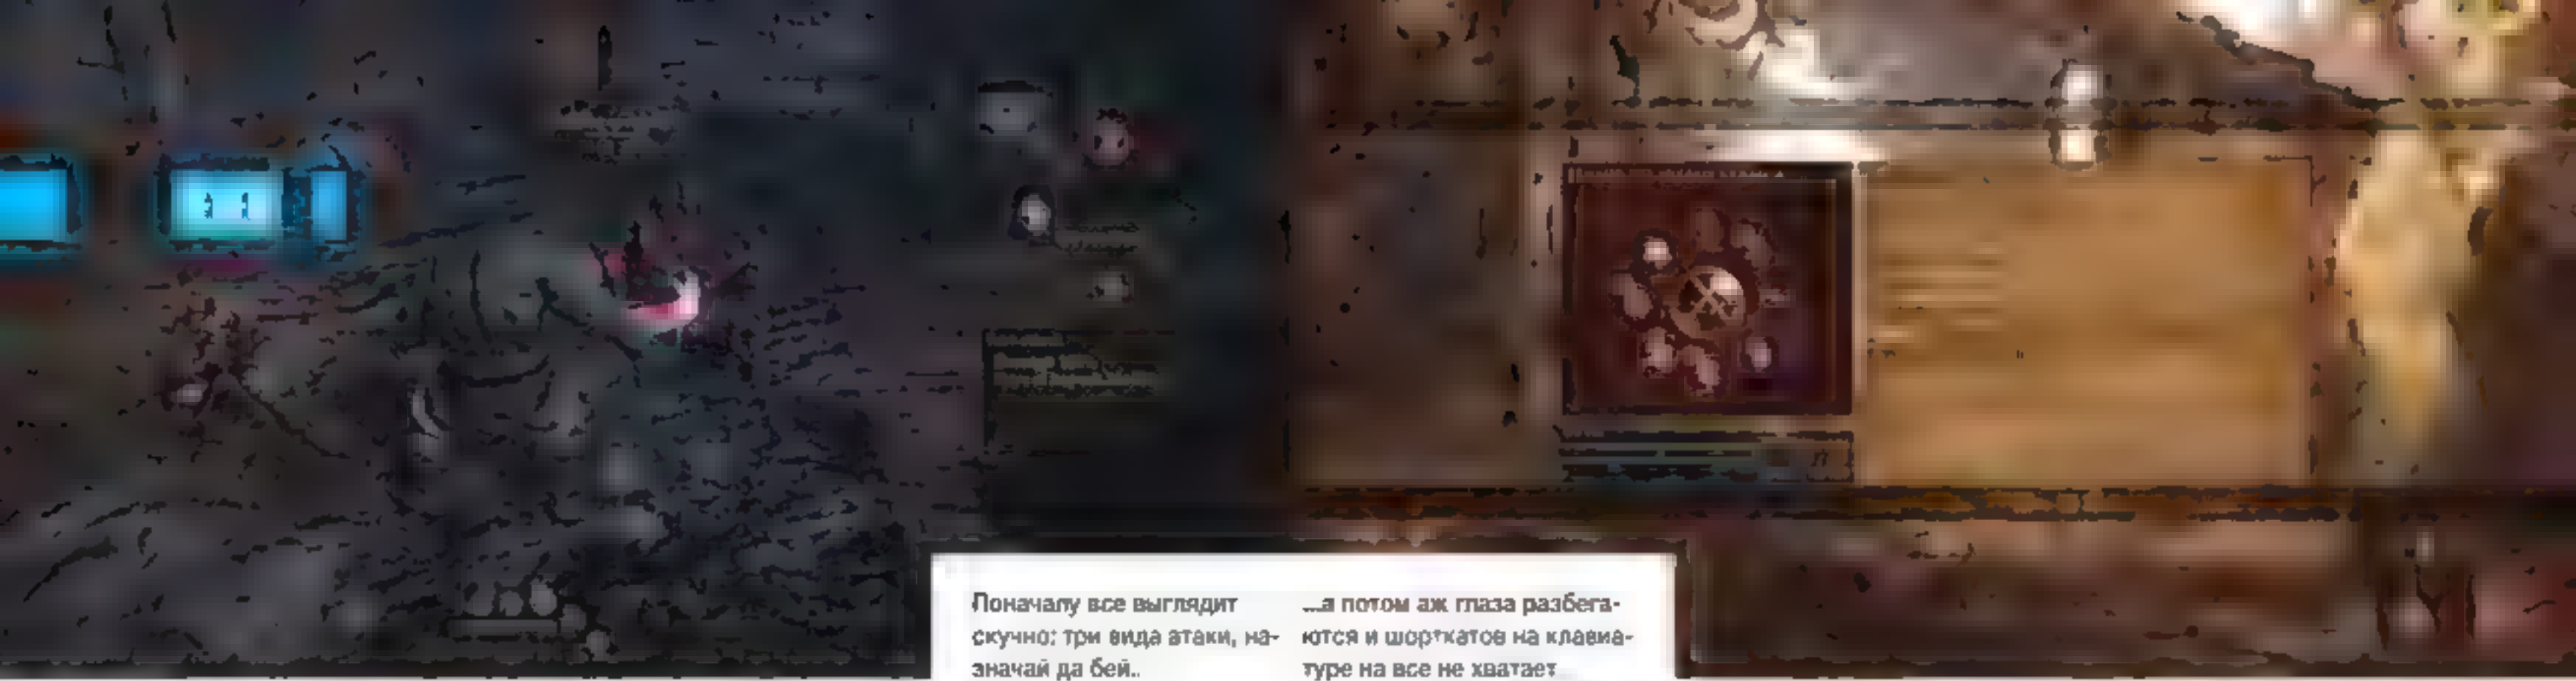 Поначалу все выглядит
скучно: три вида атаки, на-
значай да бей..
...а потом аж глаза разбега-
ются и шорткатов на клавиа-
туре на все не хватает